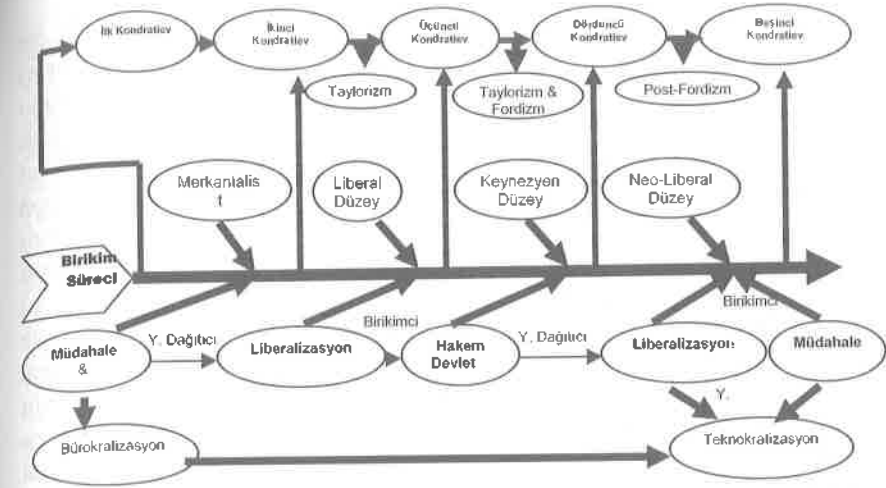 İlk Kondratiev
İkinci
Kondratiev
Üçüncü
Kondratiev
Dördüncü
Kondratiev
Beşinci
Kondratiev
Taylorizm
Taylorizm &
Fordizm
Post-Fordizm
Merkantalis
t
Liberal
Düzey
Keynezyen
Düzey
Neo-Liberal
Düzey
Birikim
Süreci
Müdahale
&
Y. Dağıtıcı
Liberalizasyon
Birikimci
Hakem
Devlet
Y. Dağıtıcı
Liberalizasyon
Birikimci
Müdahale
Y.
Bürokralizasyon
Teknokralizasyon